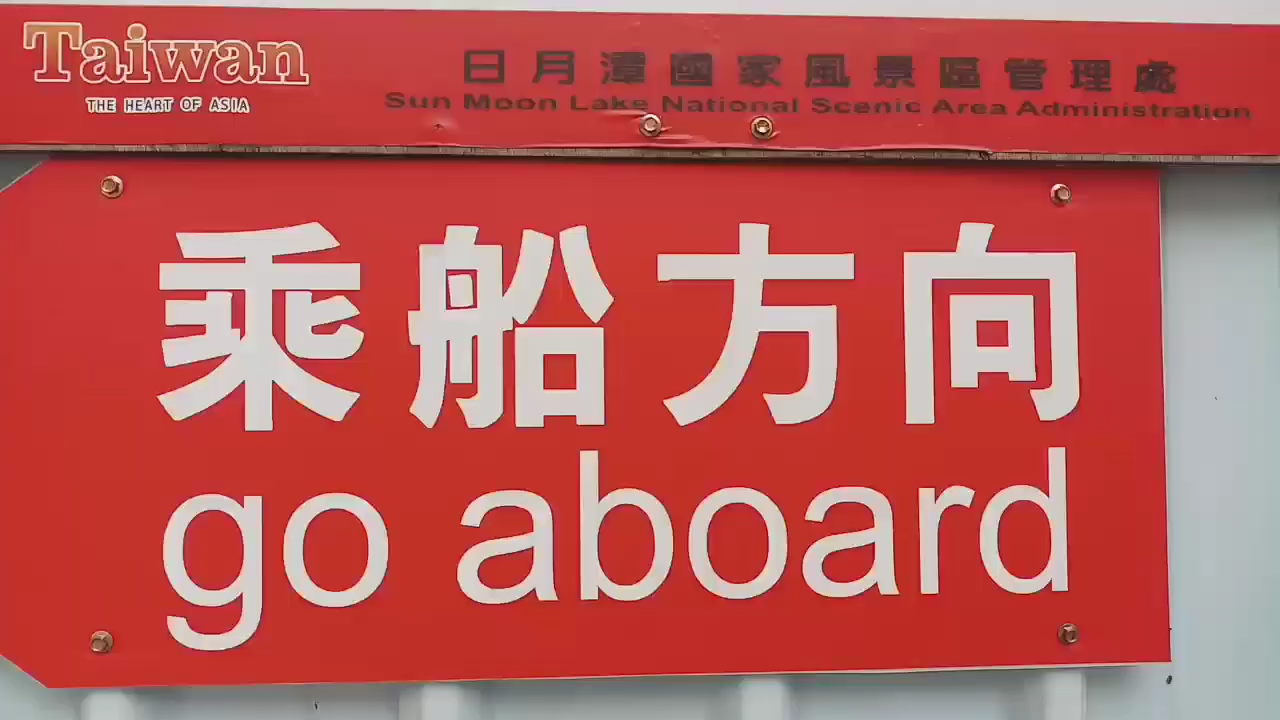 Taiwan
THE HEART OF ASIA
日月潭國家風景區管理處
Sun Moon Lake National Scenic Area Administration
乘船方向
go aboard